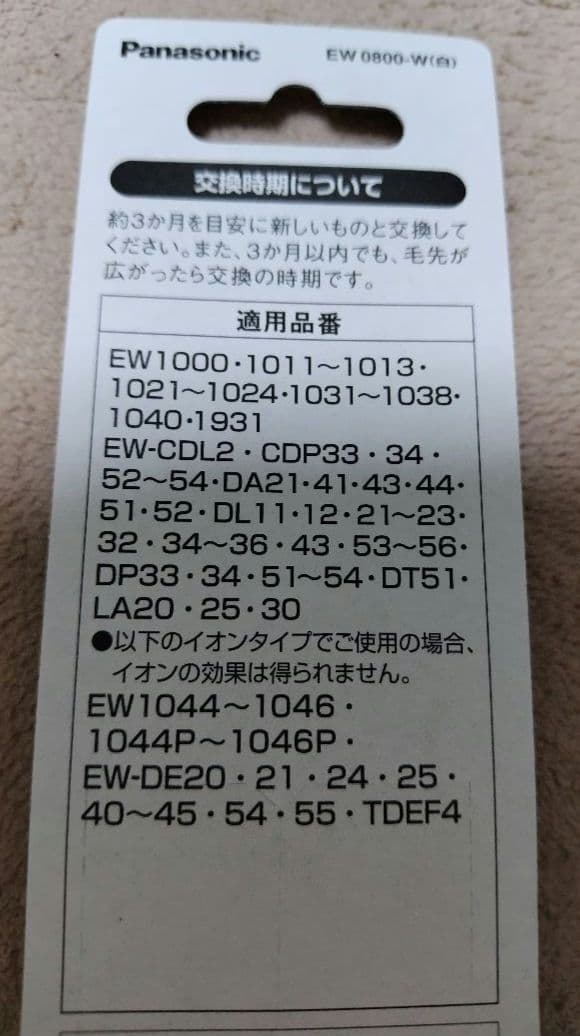 Panasonic
EW 0800-W(白)
交換時期について
約3か月を目安に新しいものと交換して
ください。また、3か月以内でも、毛先が
広がったら交換の時期です。
適用品番
EW1000・1011〜1013・
1021〜1024・1031〜1038・
1040・1931
EW-CDL2・CDP33・34・
52〜54・DA21・41・43・44・
51・52・DL11・12・21〜23・
32・34〜36・43・53〜56・
DP33・34・51〜54・DT51・
LA20・25・30
●以下のイオンタイプでご使用の場合、
イオンの効果は得られません。
EW1044〜1046・
1044P〜1046P・
EW-DE20・21・24・25・
40〜45・54・55・TDEF4